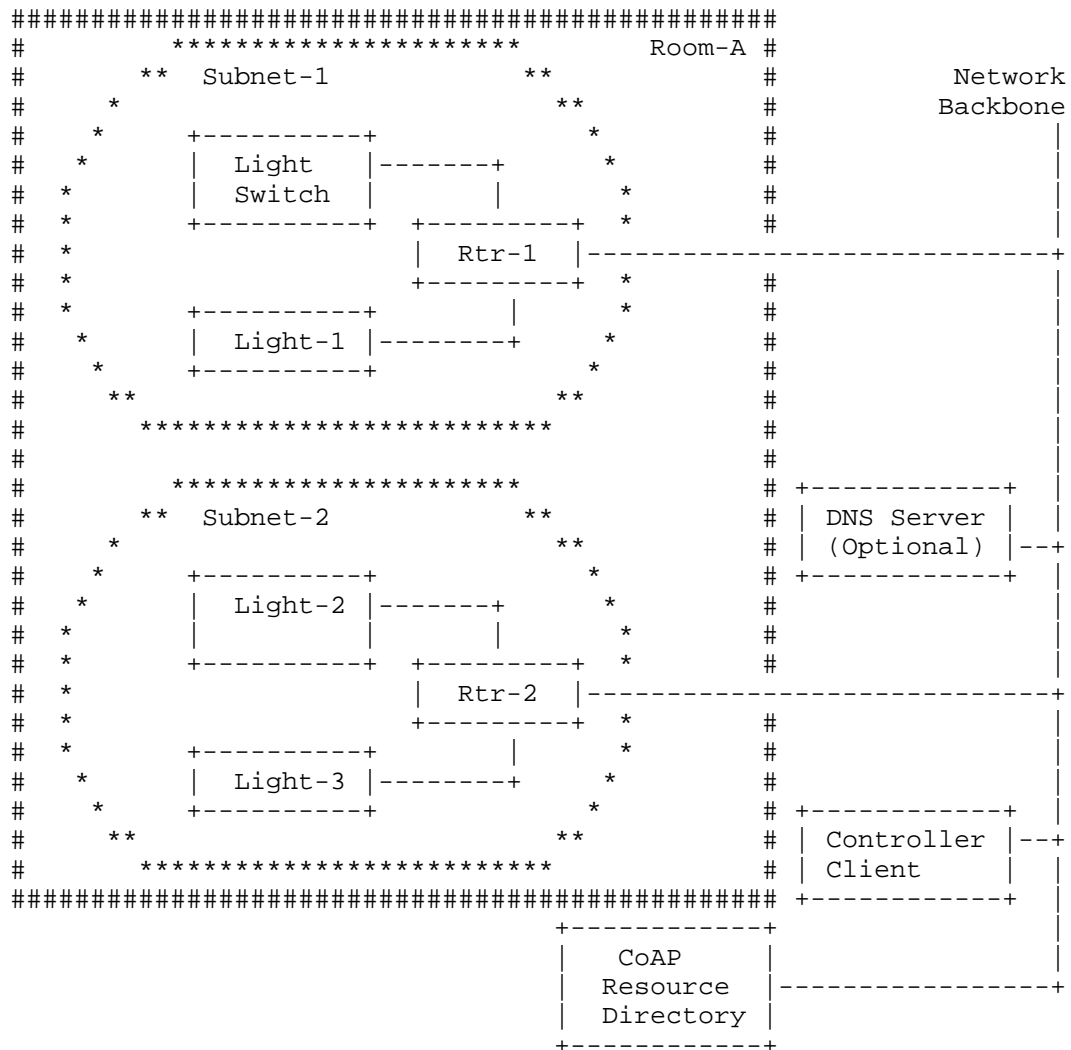 Room-A
Subnet-1
Network
Backbone
Light
Switch
Rtr-1
Light-1
Subnet-2
DNS Server
(Optional)
Light-2
Rtr-2
Light-3
Controller
Client
CoAP
Resource
Directory